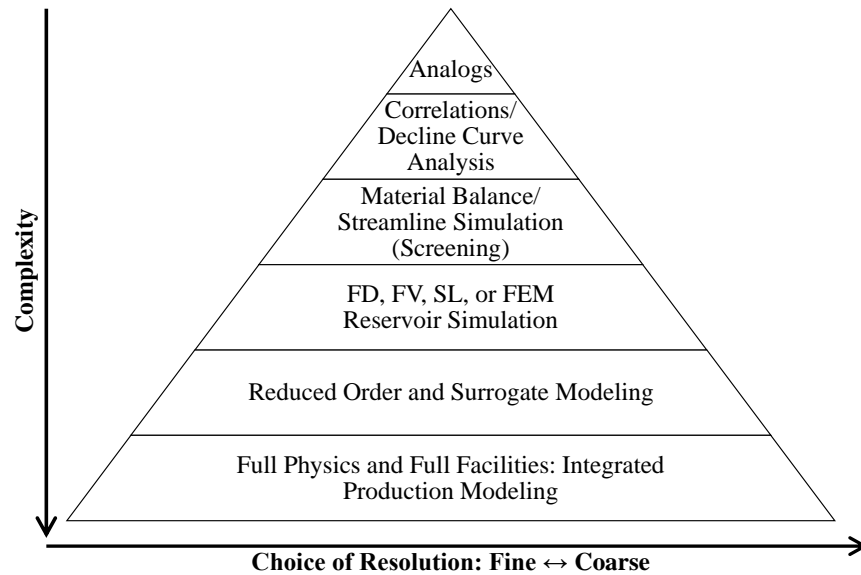 Analogs
Correlations/
Decline Curve
Analysis
Material Balance/
Streamline Simulation
(Screening)
FD, FV, SL, or FEM
Reservoir Simulation
Reduced Order and Surrogate Modeling
Full Physics and Full Facilities: Integrated
Production Modeling
Complexity
Choice of Resolution: Fine ↔ Coarse